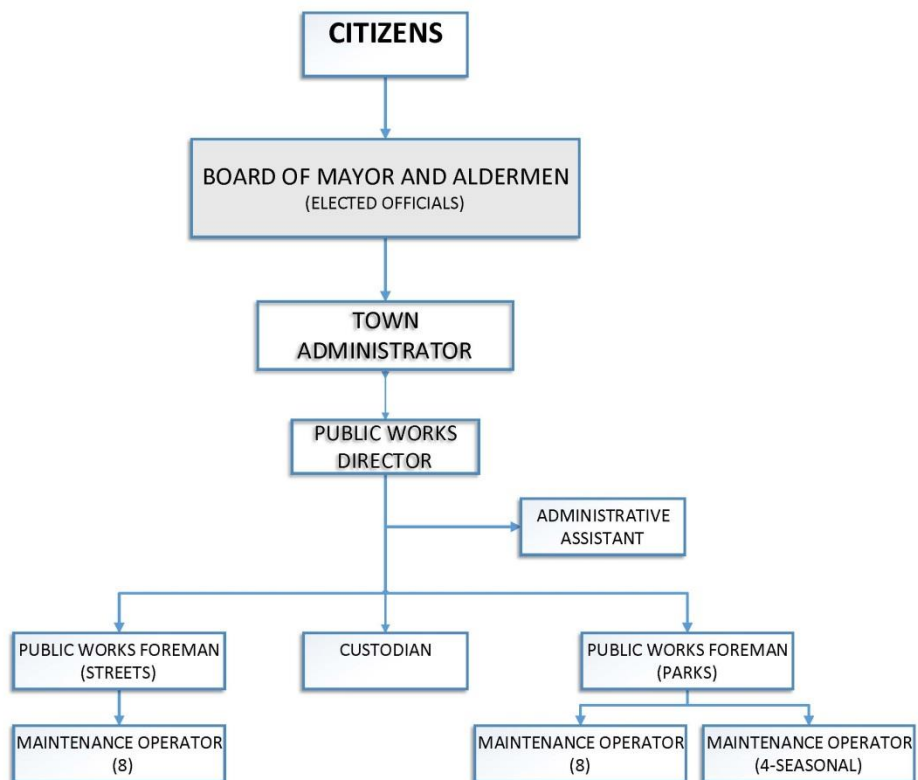 CITIZENS
BOARD OF MAYOR AND ALDERMEN
(ELECTED OFFICIALS)
TOWN
ADMINISTRATOR
PUBLIC WORKS
DIRECTOR
ADMINISTRATIVE
ASSISTANT
PUBLIC WORKS FOREMAN
(STREETS)
CUSTODIAN
PUBLIC WORKS FOREMAN
(PARKS)
MAINTENANCE OPERATOR
(8)
MAINTENANCE OPERATOR
(8)
MAINTENANCE OPERATOR
(4-SEASONAL)